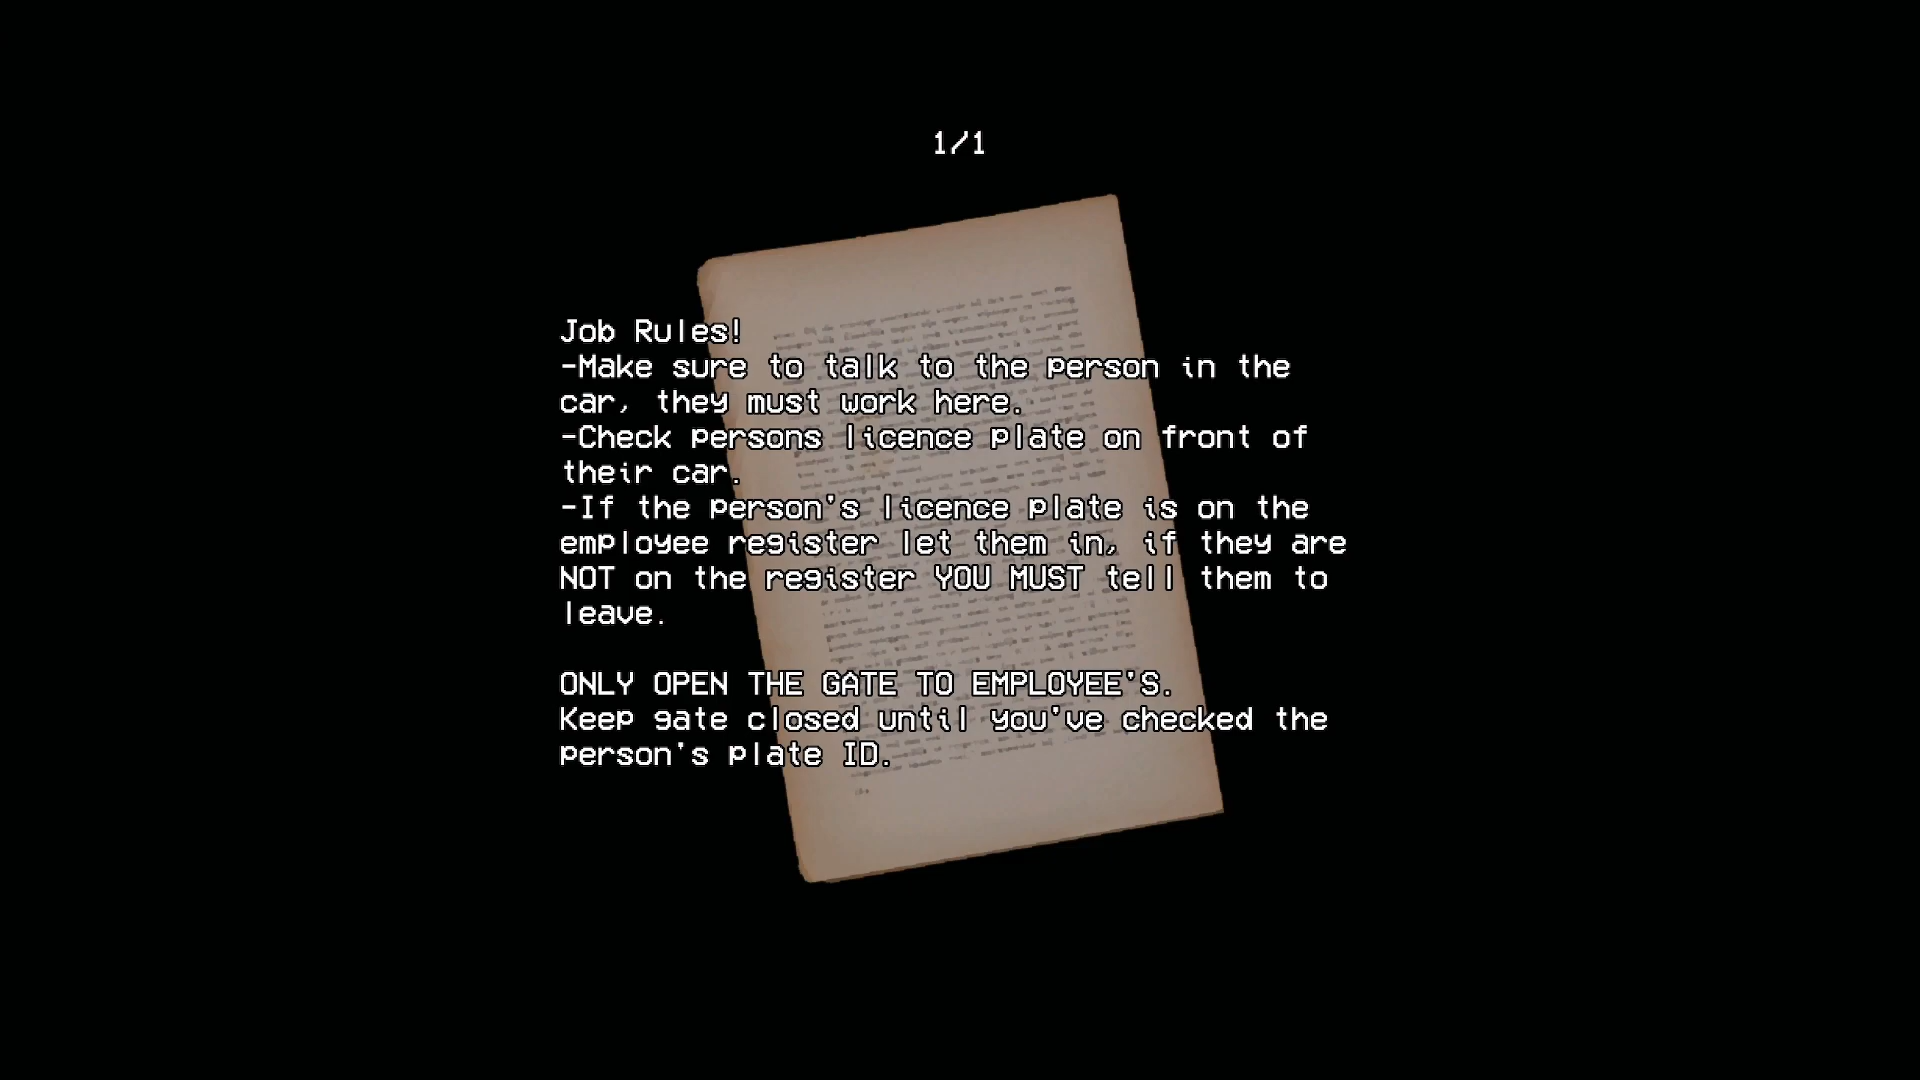 1/1
Job Rules!
-Make sure to talk to the person in the
car, they must work here.
-Check persons licence plate on front of
their car.
-If the person's licence plate is on the
employee register let them in, if they are
NOT on the register YOU MUST tell them to
leave.
ONLY OPEN THE GATE TO EMPLOYEE'S.
Keep gate closed until you've checked the
person's plate ID.